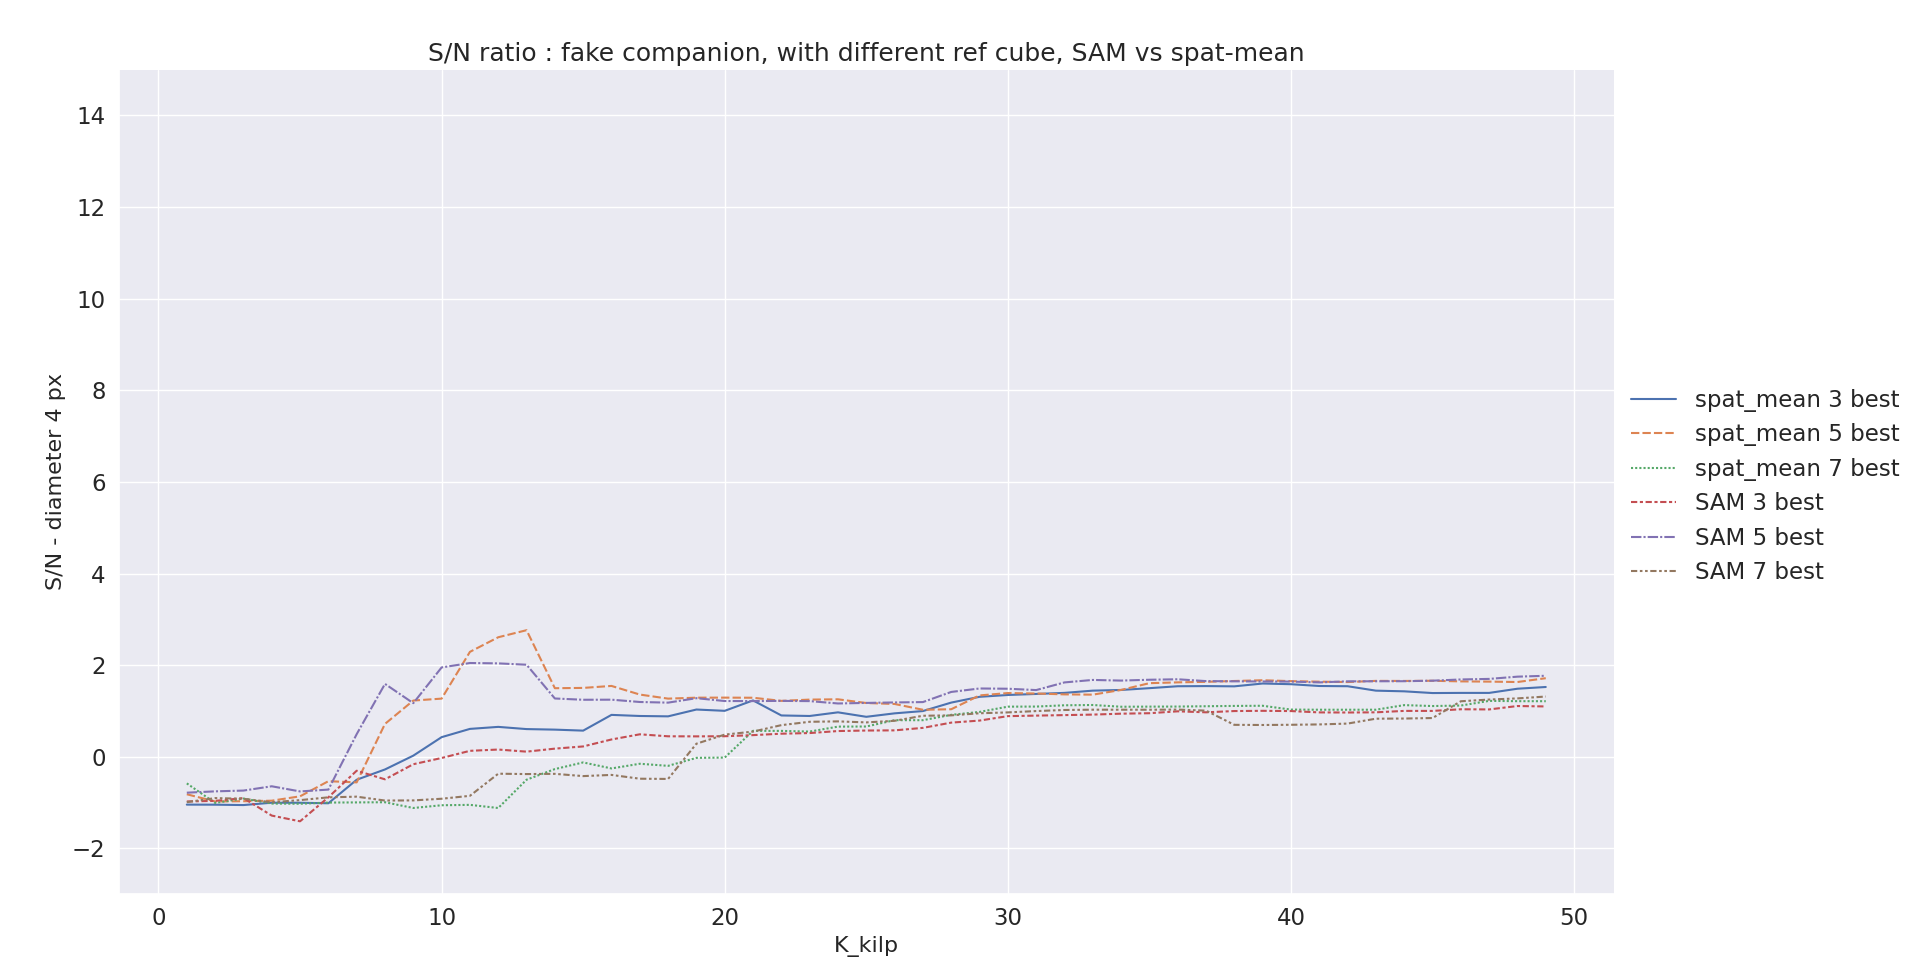 S/N ratio : fake companion, with different ref cube, SAM vs spat-mean
S/N - diameter 4 px
14
12
10
8
6
4
2
0
−2
0 10 20 30 40 50
K_kilp
spat_mean 3 best
spat_mean 5 best
spat_mean 7 best
SAM 3 best
SAM 5 best
SAM 7 best